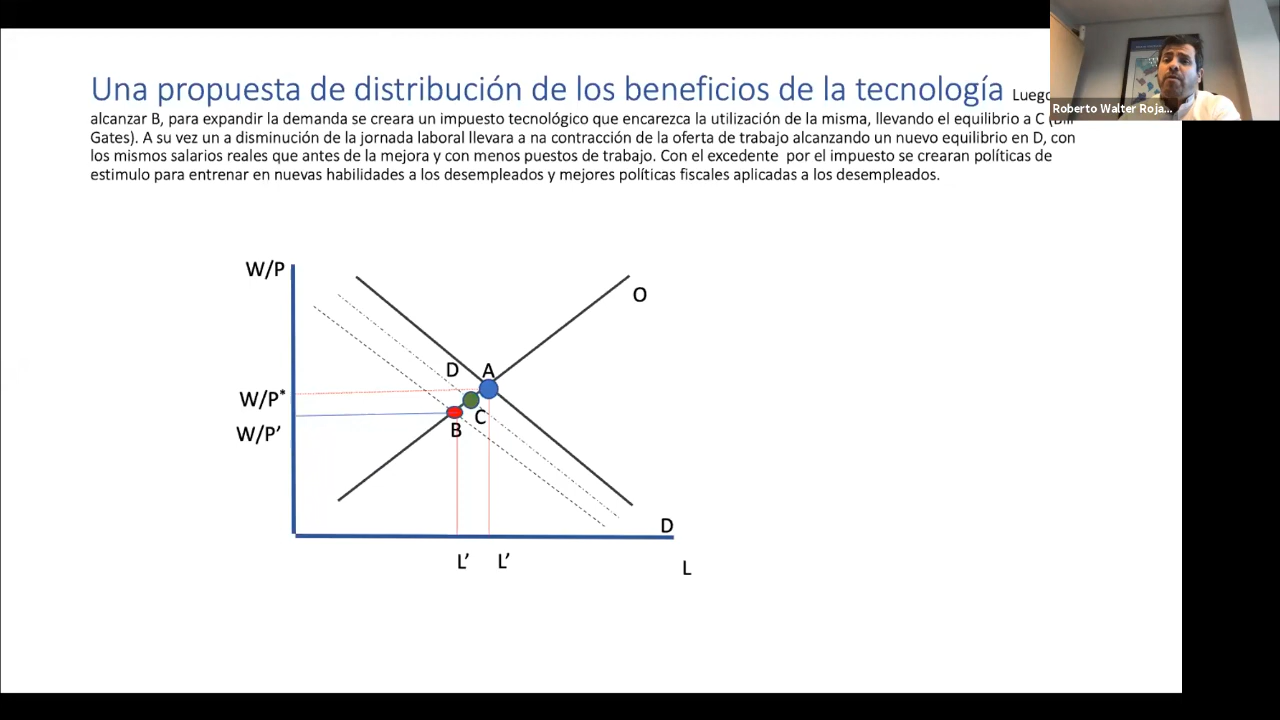 Una propuesta de distribución de los beneficios de la tecnología Luego
alcanzar B, para expandir la demanda se creara un impuesto tecnológico que encarezca la utilización de la misma, llevando el equilibrio a C (Bill
Gates). A su vez un a disminución de la jornada laboral llevara a na contracción de la oferta de trabajo alcanzando un nuevo equilibrio en D, con
los mismos salarios reales que antes de la mejora y con menos puestos de trabajo. Con el excedente por el impuesto se crearan políticas de
estimulo para entrenar en nuevas habilidades a los desempleados y mejores políticas fiscales aplicadas a los desempleados.
Roberto Walter Roja...
W/P
O
D A
W/P*
C
W/P’
B
D
L’ L’
L